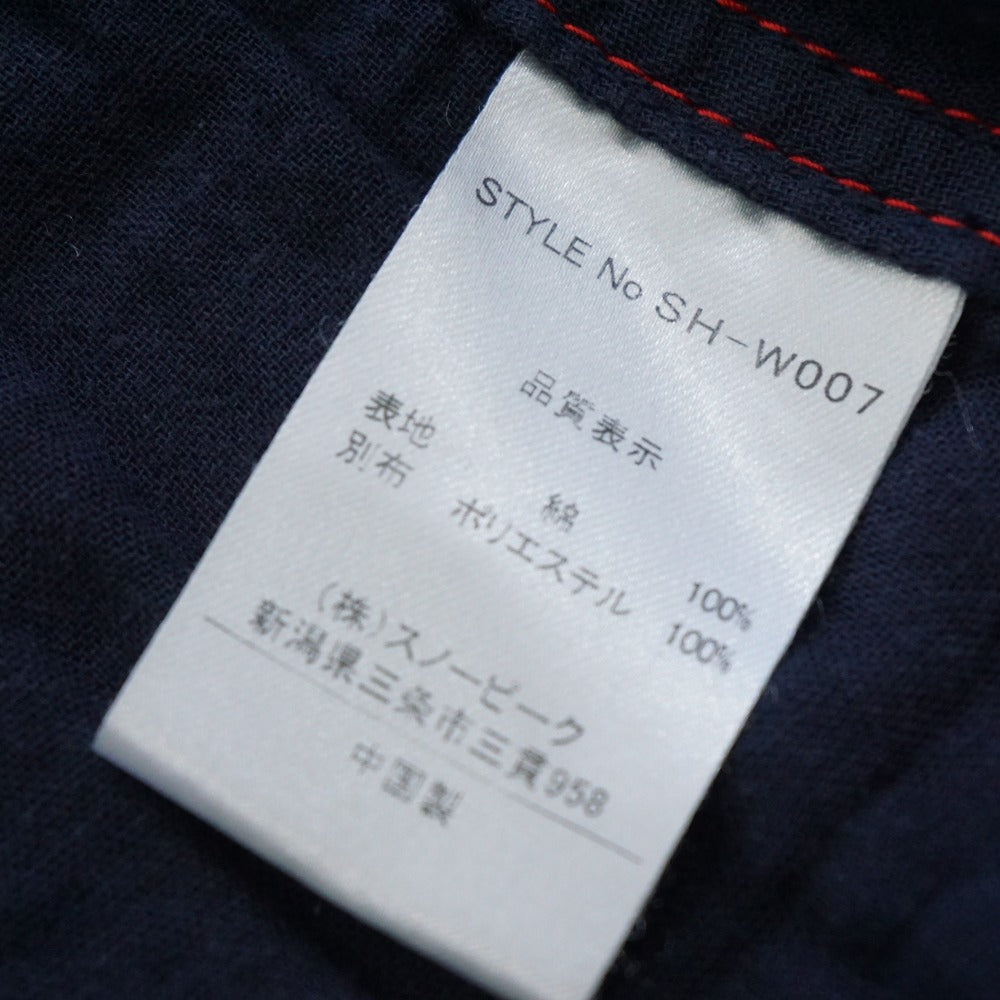 STYLE No SH-W007
品質表示
表地 綿 100%
別布 ポリエステル 100%
(株)スノーピーク
新潟県三条市三貫958
中国製